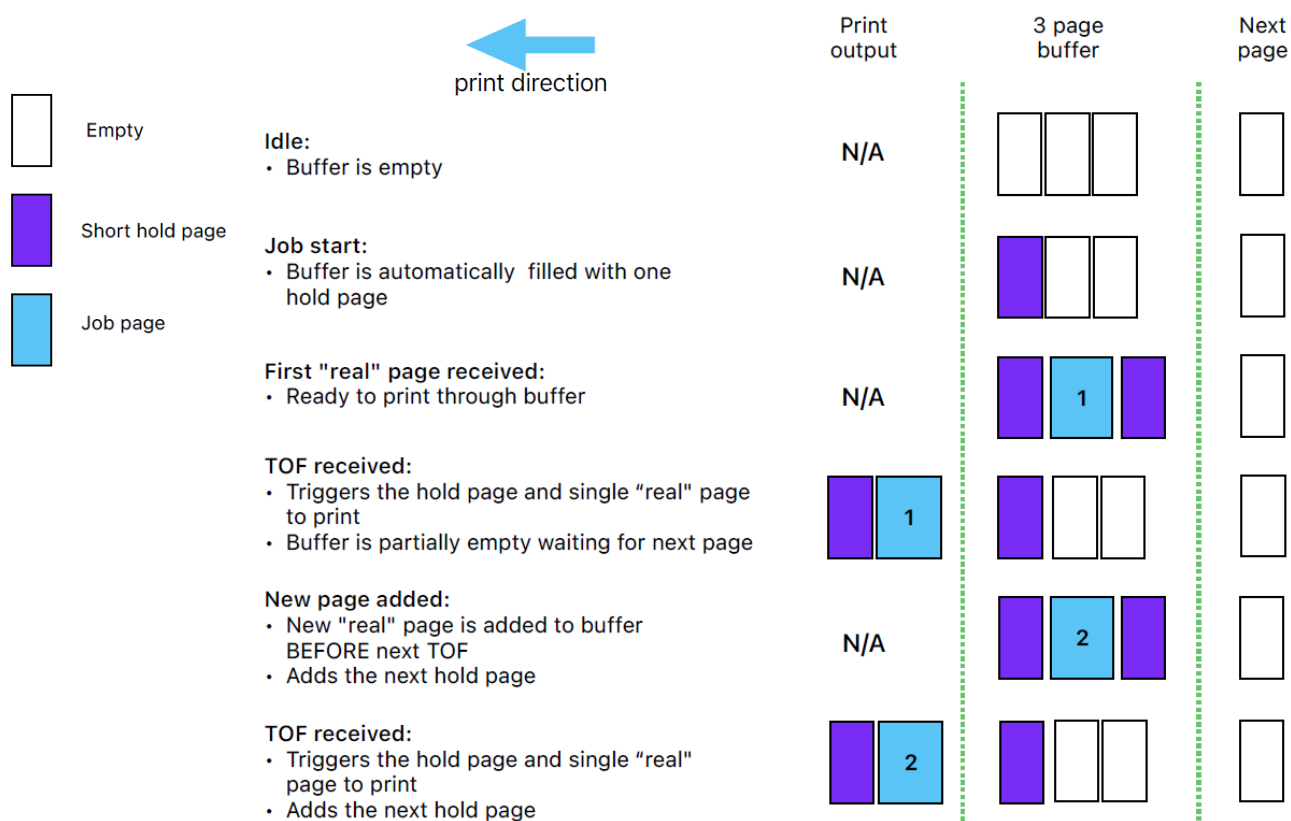 Print
output
3 page
buffer
Next
page
print direction
Empty
Short hold page
Job page
Idle:
• Buffer is empty
N/A
Job start:
• Buffer is automatically filled with one
hold page
N/A
First "real" page received:
• Ready to print through buffer
N/A
1
TOF received:
• Triggers the hold page and single “real" page
to print
• Buffer is partially empty waiting for next page
1
New page added:
• New "real" page is added to buffer
BEFORE next TOF
• Adds the next hold page
N/A
2
TOF received:
• Triggers the hold page and single “real"
page to print
• Adds the next hold page
2